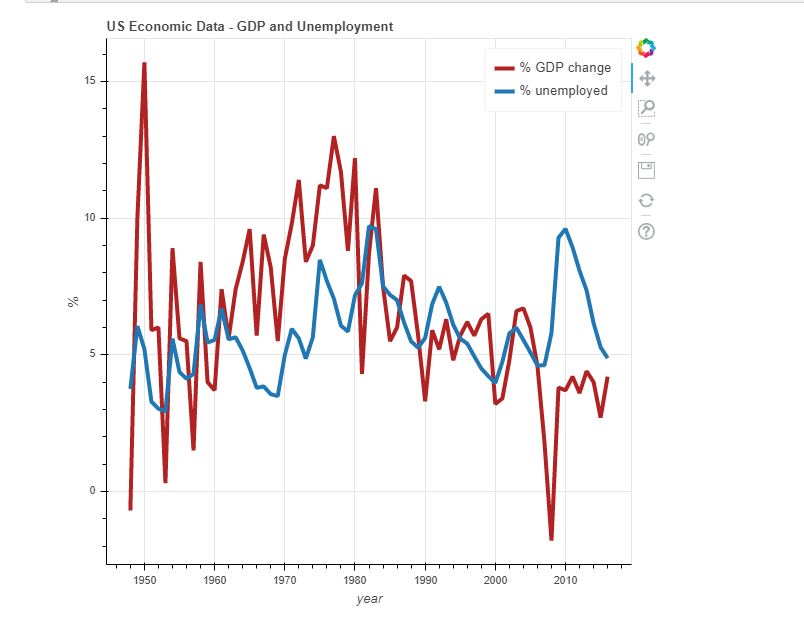 US Economic Data - GDP and Unemployment
% GDP change
% unemployed
15
10
5
0
%
1950 1960 1970 1980 1990 2000 2010
year